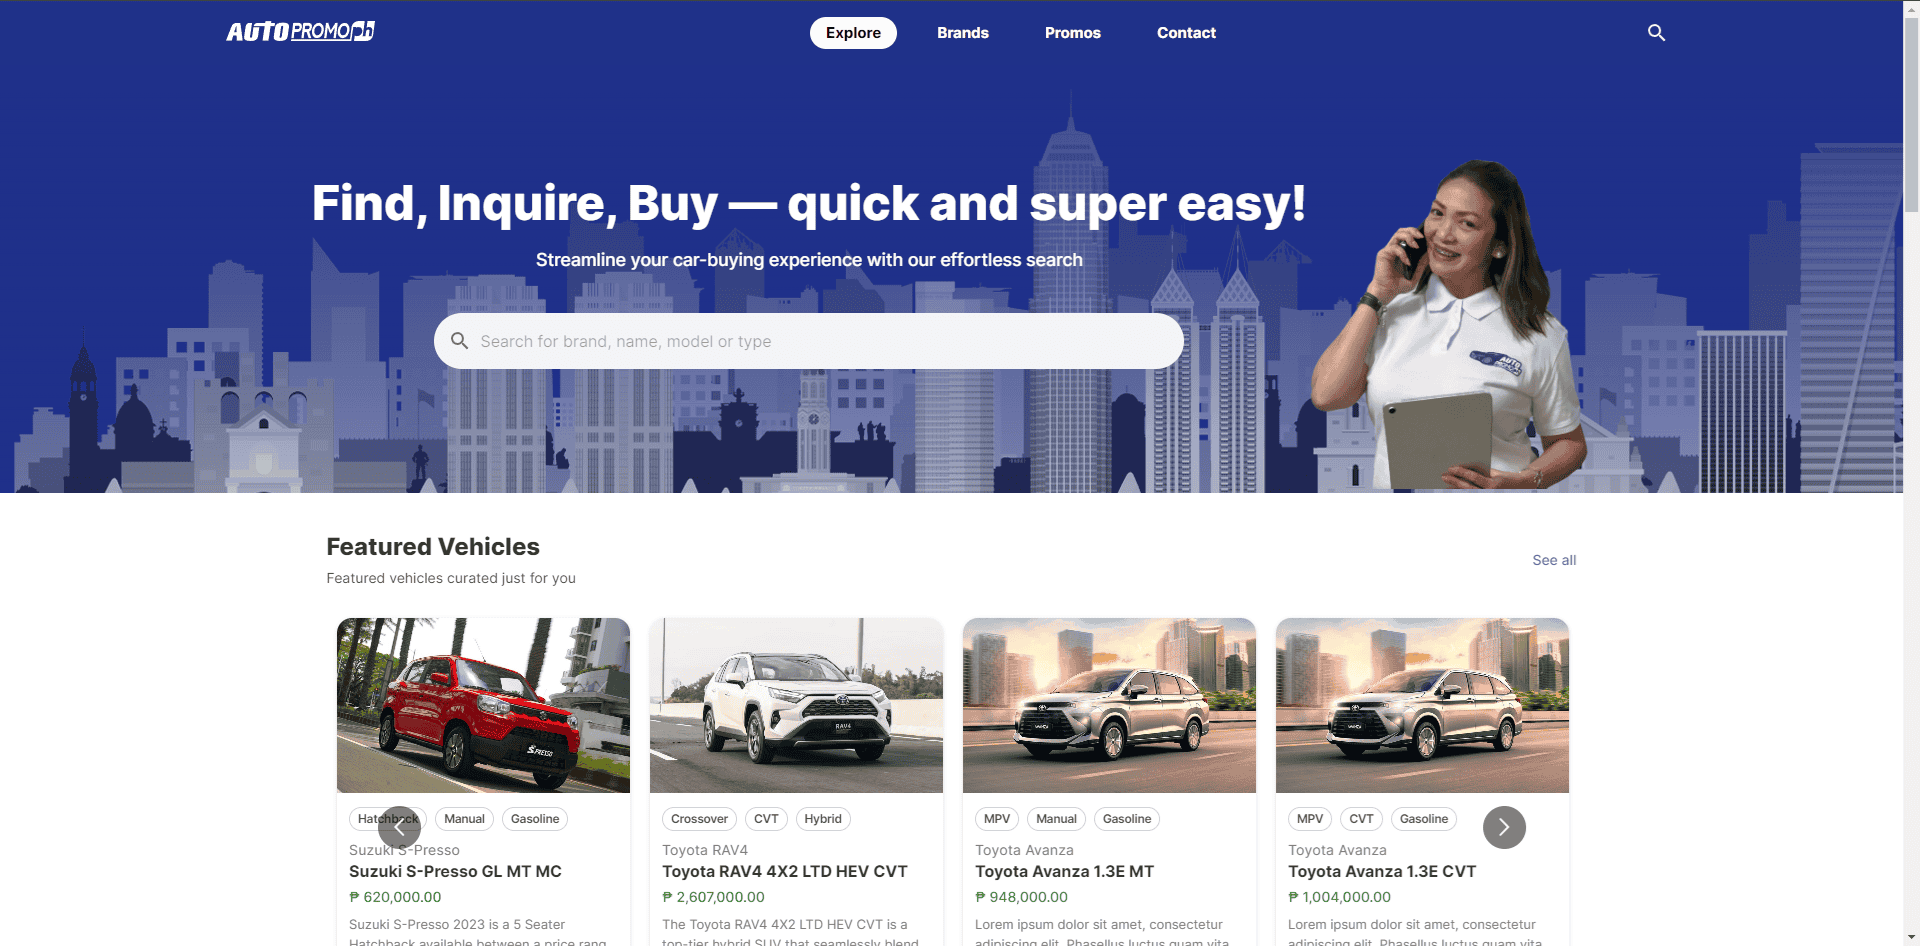 AUTOPROMOPH
Explore
Brands
Promos
Contact
Find, Inquire, Buy — quick and super easy!
Streamline your car-buying experience with our effortless search
Search for brand, name, model or type
AUTO
Featured Vehicles
Featured vehicles curated just for you
See all
S-PRESSO
RAV4
Hatchback
Manual
Gasoline
Suzuki S-Presso
Suzuki S-Presso GL MT MC
₱ 620,000.00
Suzuki S-Presso 2023 is a 5 Seater
Hatchback available between a price rang
Crossover
CVT
Hybrid
Toyota RAV4
Toyota RAV4 4X2 LTD HEV CVT
₱ 2,607,000.00
The Toyota RAV4 4X2 LTD HEV CVT is a
top-tier hybrid SUV that seamlessly blend
MPV
Manual
Gasoline
Toyota Avanza
Toyota Avanza 1.3E MT
₱ 948,000.00
Lorem ipsum dolor sit amet, consectetur
adipiscing elit. Phasellus luctus quam vita
MPV
CVT
Gasoline
Toyota Avanza
Toyota Avanza 1.3E CVT
₱ 1,004,000.00
Lorem ipsum dolor sit amet, consectetur
adipiscing elit. Phasellus luctus quam vita